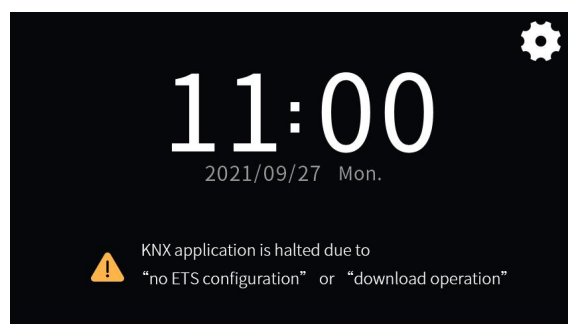 11:00
2021/09/27 Mon.
KNX application is halted due to
“no ETS configuration” or “download operation”